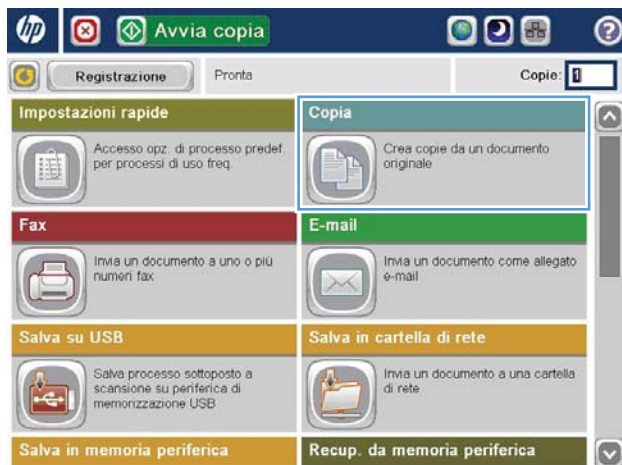 hp
Avvia copia
?
Registrazione
Pronta
Copie: 1
Impostazioni rapide
Accesso opz. di processo predef.
per processi di uso freq.
Copia
Crea copie da un documento
originale
Fax
Invia un documento a uno o più
numeri fax
E-mail
Invia un documento come allegato
e-mail
Salva su USB
Salva processo sottoposto a
scansione su periferica di
memorizzazione USB
Salva in cartella di rete
Invia un documento a una cartella
di rete
Salva in memoria periferica
Recup. da memoria periferica